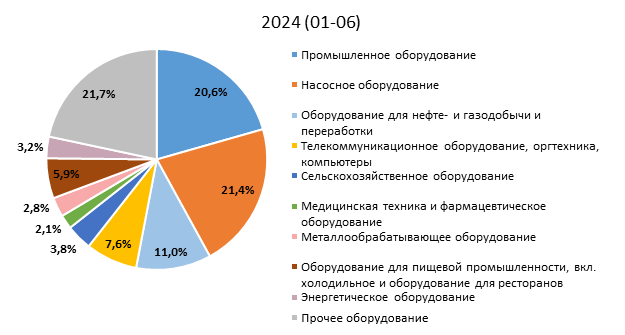 2024 (01-06)
20,6%
21,4%
11,0%
7,6%
3,8%
2,1%
2,8%
5,9%
3,2%
21,7%
Промышленное оборудование
Насосное оборудование
Оборудование для нефте- и газодобычи и
переработки
Телекоммуникационное оборудование, оргтехника,
компьютеры
Сельскохозяйственное оборудование
Медицинская техника и фармацевтическое
оборудование
Металлообрабатывающее оборудование
Оборудование для пищевой промышленности, вкл.
холодильное и оборудование для ресторанов
Энергетическое оборудование
Прочее оборудование